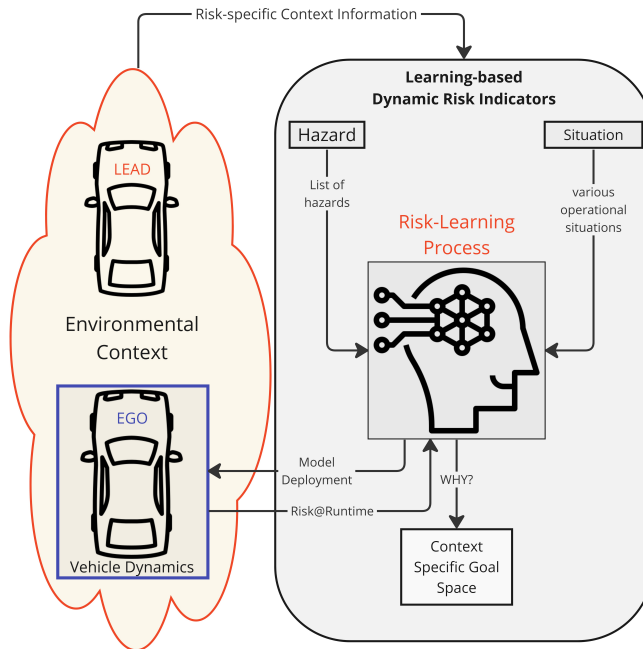 Risk-specific Context Information
Learning-based
Dynamic Risk Indicators
Hazard
Situation
List of
hazards
various
operational
situations
Risk-Learning
Process
LEAD
Environmental
Context
EGO
Vehicle Dynamics
Model
Deployment
Risk@Runtime
WHY?
Context
Specific Goal
Space